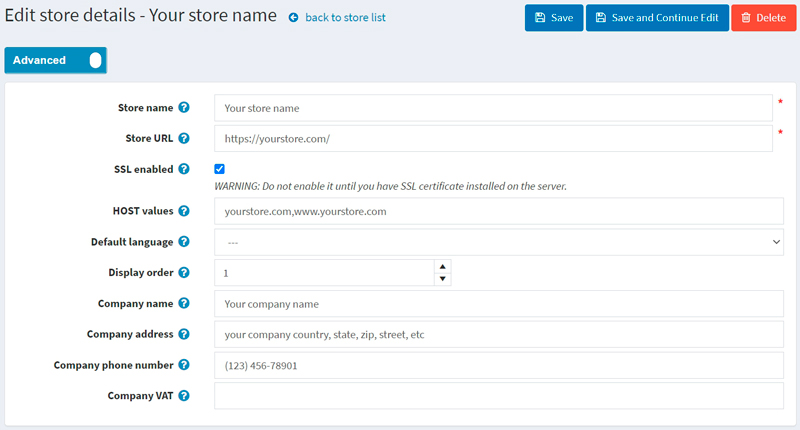 Edit store details - Your store name back to store list Save Save and Continue Edit Delete
Advanced
Store name ? Your store name *
Store URL ? https://yourstore.com/ *
SSL enabled ?
WARNING: Do not enable it until you have SSL certificate installed on the server.
HOST values ? yourstore.com,www.yourstore.com
Default language ? ---
Display order ? 1
Company name ? Your company name
Company address ? your company country, state, zip, street, etc
Company phone number ? (123) 456-78901
Company VAT ?